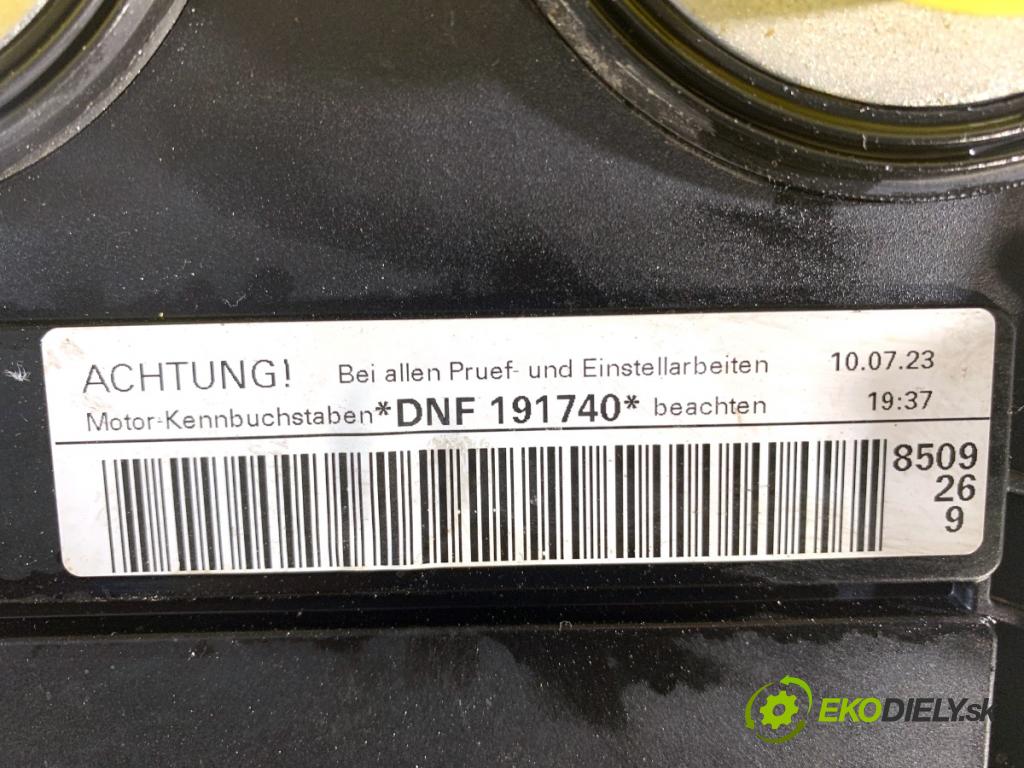 ACHTUNG! Bei allen Pruef- und Einstellarbeiten 10.07.23
Motor-Kennbuchstaben*DNF 191740* beachten 19:37
8509
26
9
EKODIELY.sk